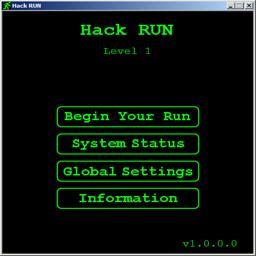 Hack RUN
Hack RUN
Level 1
Begin Your Run
System Status
Global Settings
Information
v1.0.0.0